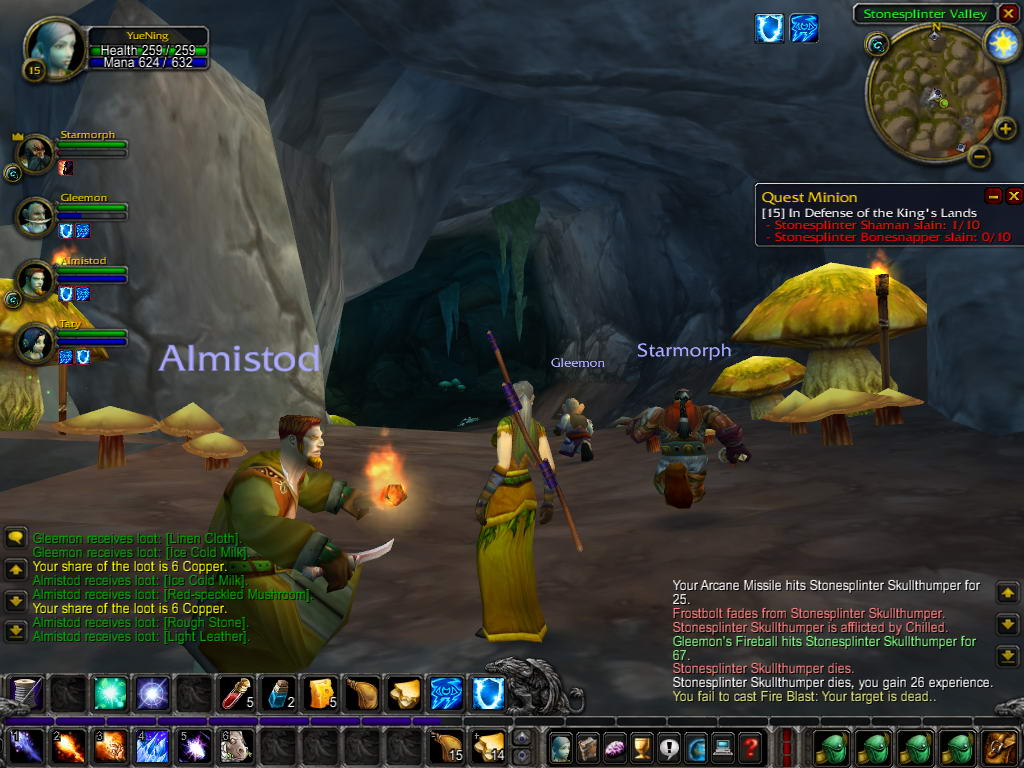 YueNing
Health 259 / 259
Mana 624 / 632
15
Stonesplinter Valley
N
Starmorph
Gleemon
Almistod
Taty
Quest Minion
[15] In Defense of the King's Lands
- Stonesplinter Shaman slain: 1/10
- Stonesplinter Bonesnapper slain: 0/10
Almistod
Gleemon
Starmorph
Gleemon receives loot: [Linen Cloth].
Gleemon receives loot: [Ice Cold Milk].
Your share of the loot is 6 Copper.
Almistod receives loot: [Ice Cold Milk].
Almistod receives loot: [Red-speckled Mushroom].
Your share of the loot is 6 Copper.
Almistod receives loot: [Rough Stone].
Almistod receives loot: [Light Leather].
Your Arcane Missile hits Stonesplinter Skullthumper for
25.
Frostbolt fades from Stonesplinter Skullthumper.
Stonesplinter Skullthumper is afflicted by Chilled.
Gleemon's Fireball hits Stonesplinter Skullthumper for
67.
Stonesplinter Skullthumper dies.
Stonesplinter Skullthumper dies, you gain 26 experience.
You fail to cast Fire Blast: Your target is dead..
5 2 5
1 2 3 4 5 6 15 14